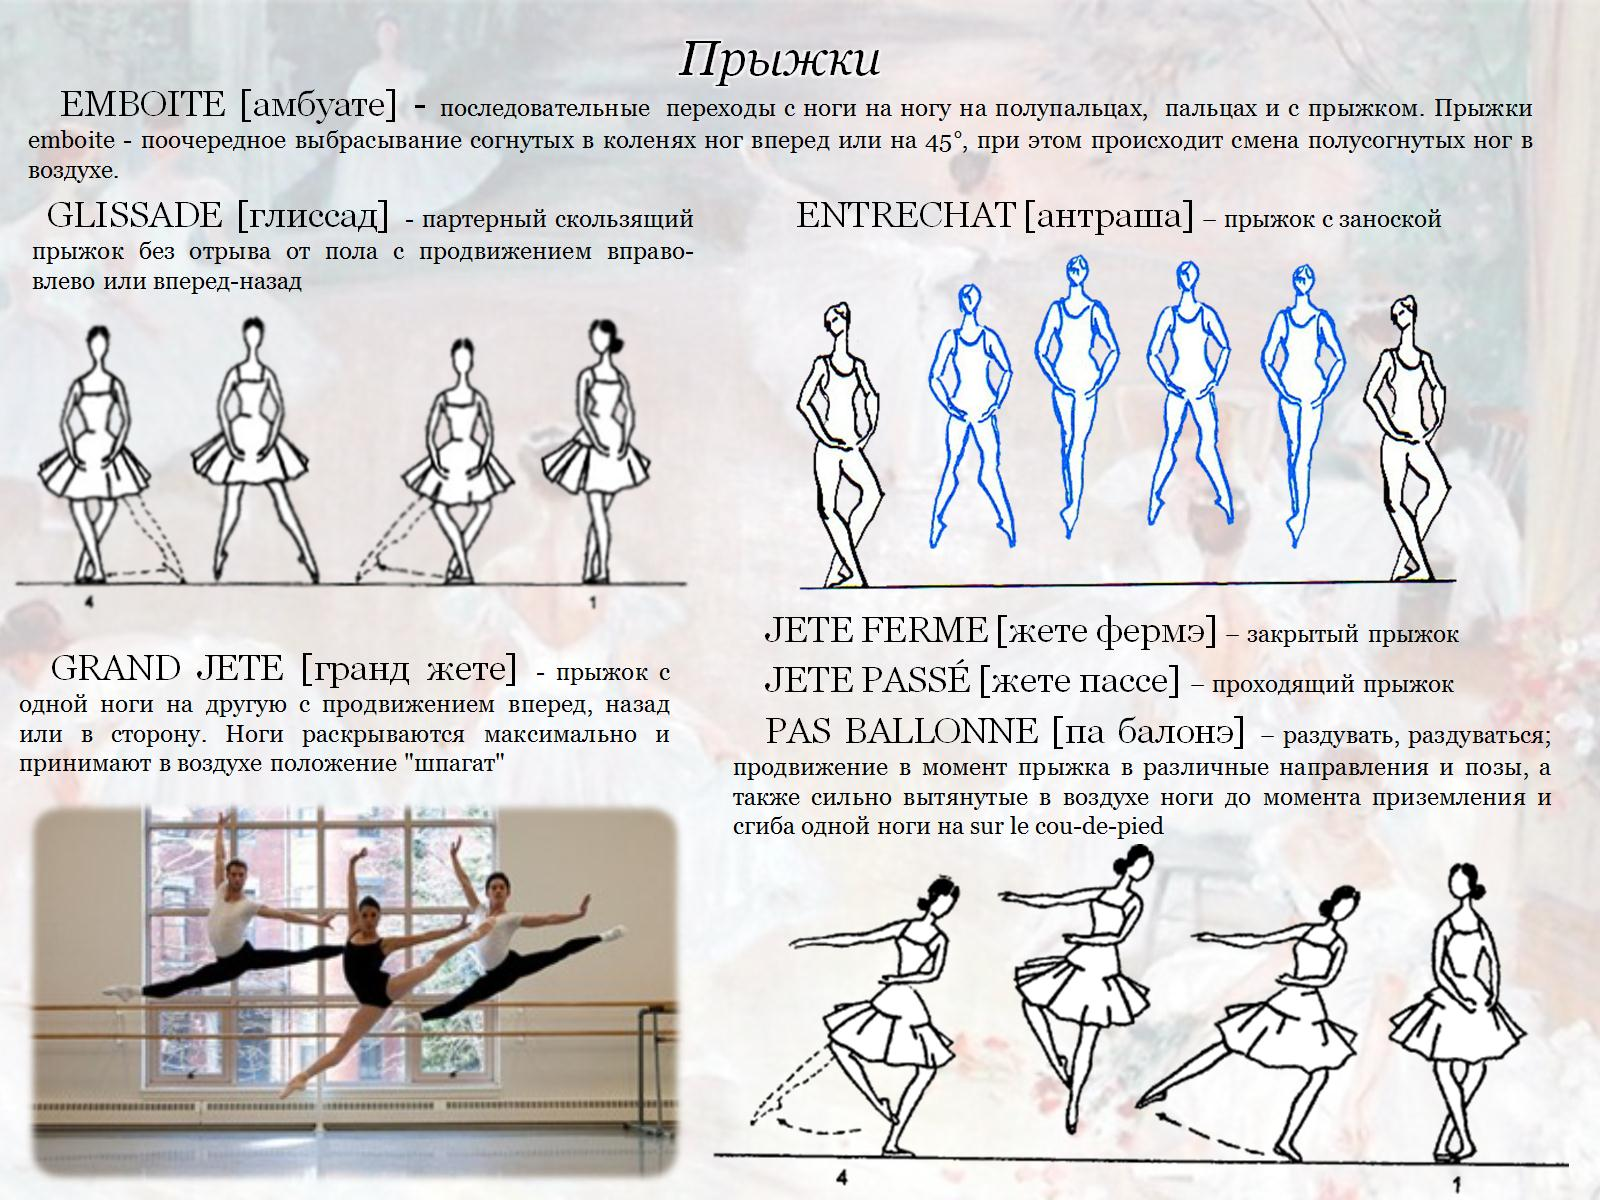 Прыжки
EMBOITE [амбуате] - последовательные переходы с ноги на ногу на полупальцах, пальцах и с прыжком. Прыжки
emboite - поочередное выбрасывание согнутых в коленях ног вперед или на 45°, при этом происходит смена полусогнутых ног в
воздухе.
GLISSADE [глиссад] - партерный скользящий
прыжок без отрыва от пола с продвижением вправо-
влево или вперед-назад
4
1
ENTRECHAT [антраша] – прыжок с заноской
GRAND JETE [гранд жете] - прыжок с
одной ноги на другую с продвижением вперед, назад
или в сторону. Ноги раскрываются максимально и
принимают в воздухе положение "шпагат"
JETE FERME [жете фермэ] – закрытый прыжок
JETE PASSÉ [жете пассе] – проходящий прыжок
PAS BALLONNE [па балонэ] – раздувать, раздуваться;
продвижение в момент прыжка в различные направления и позы, а
также сильно вытянутые в воздухе ноги до момента приземления и
сгиба одной ноги на sur le cou-de-pied
4
1